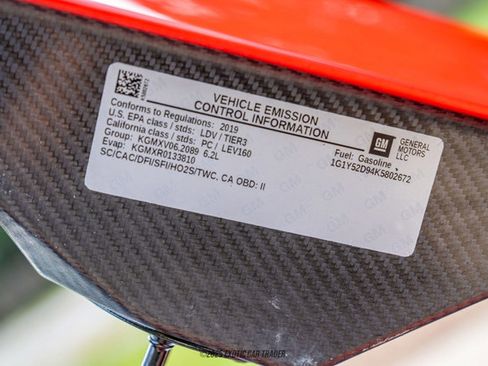 VEHICLE EMISSION
CONTROL INFORMATION
Conforms to Regulations: 2019
U.S. EPA class / stds: LDV / TIER3
California class / stds: PC / LEV160
Group: KGMXV06.2089 6.2L
Evap: KGMXR0133810
SC/CAC/DFI/SFI/HO2S/TWC, CA OBD: II
GM
GENERAL
MOTORS
LLC
Fuel: Gasoline
1G1Y52D94K5802672
©2025 EXOTIC CAR TRADER